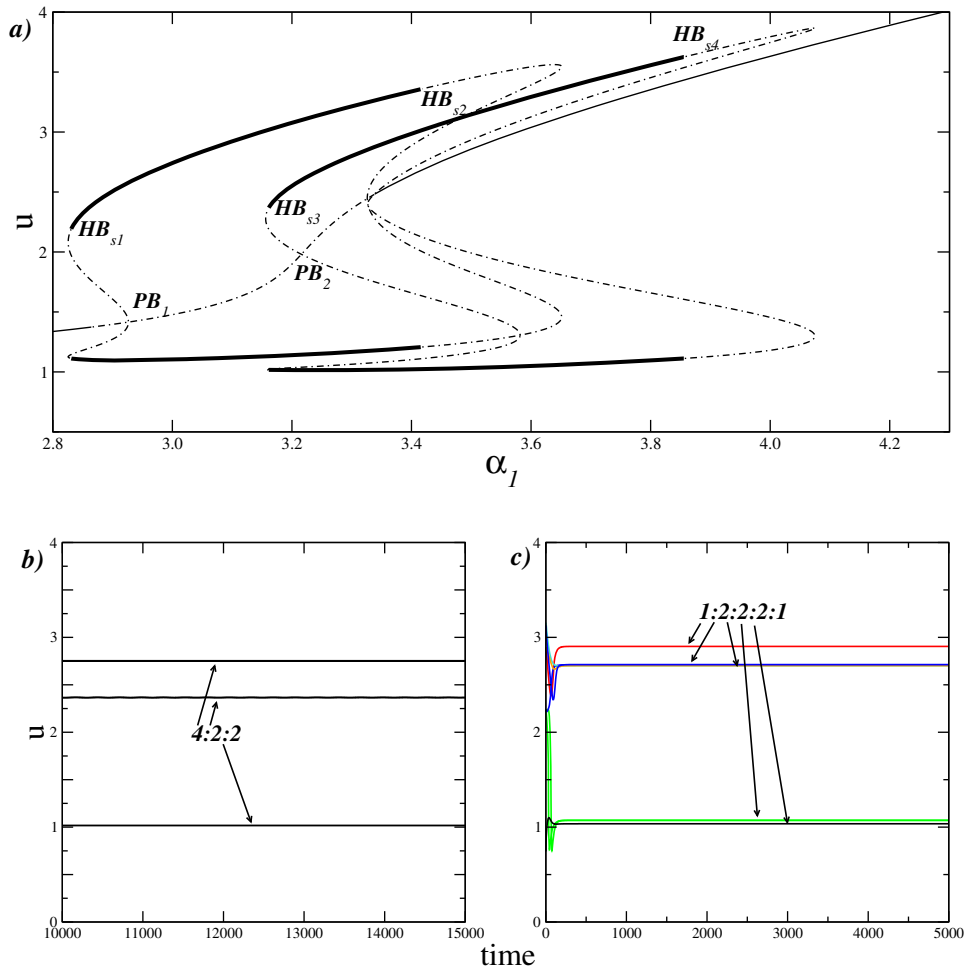 a)
4
3
2
1
u
HB_s1
HB_s2
HB_s3
HB_s4
PB_1
PB_2
2.8 3.0 3.2 3.4 3.6 3.8 4.0 4.2
α_1
b)
4
3
2
1
0
u
4:2:2
10000 11000 12000 13000 14000 15000
c)
4
3
2
1
0
1:2:2:2:1
0 1000 2000 3000 4000 5000
time